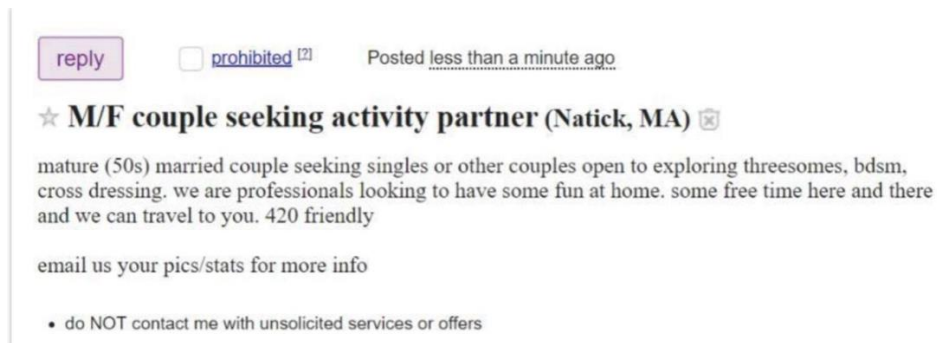 reply prohibited [?] Posted less than a minute ago
M/F couple seeking activity partner (Natick, MA)
mature (50s) married couple seeking singles or other couples open to exploring threesomes, bdsm,
cross dressing. we are professionals looking to have some fun at home. some free time here and there
and we can travel to you. 420 friendly
email us your pics/stats for more info
• do NOT contact me with unsolicited services or offers